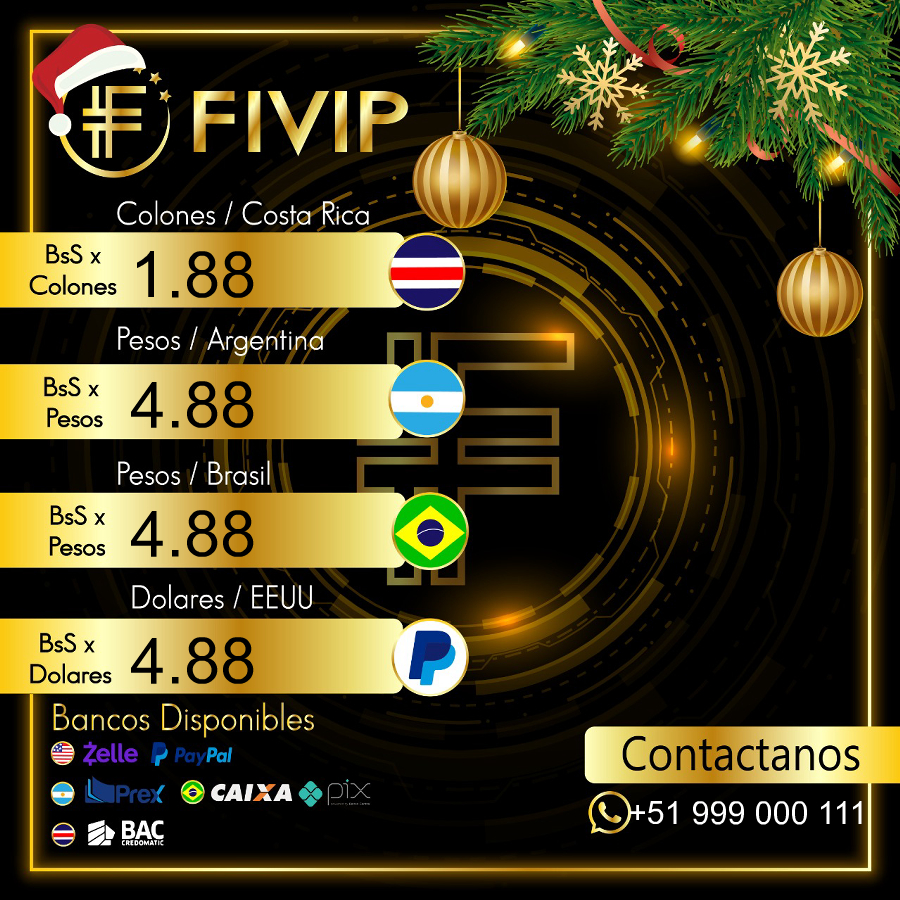 FIVIP
Colones / Costa Rica
BsS x
Colones
1.88
Pesos / Argentina
BsS x
Pesos
4.88
Pesos / Brasil
BsS x
Pesos
4.88
Dolares / EEUU
BsS x
Dolares
4.88
Bancos Disponibles
Zelle
PayPal
Prex
CAIXA
pix
BAC
CREDOMATIC
Contactanos
+51 999 000 111